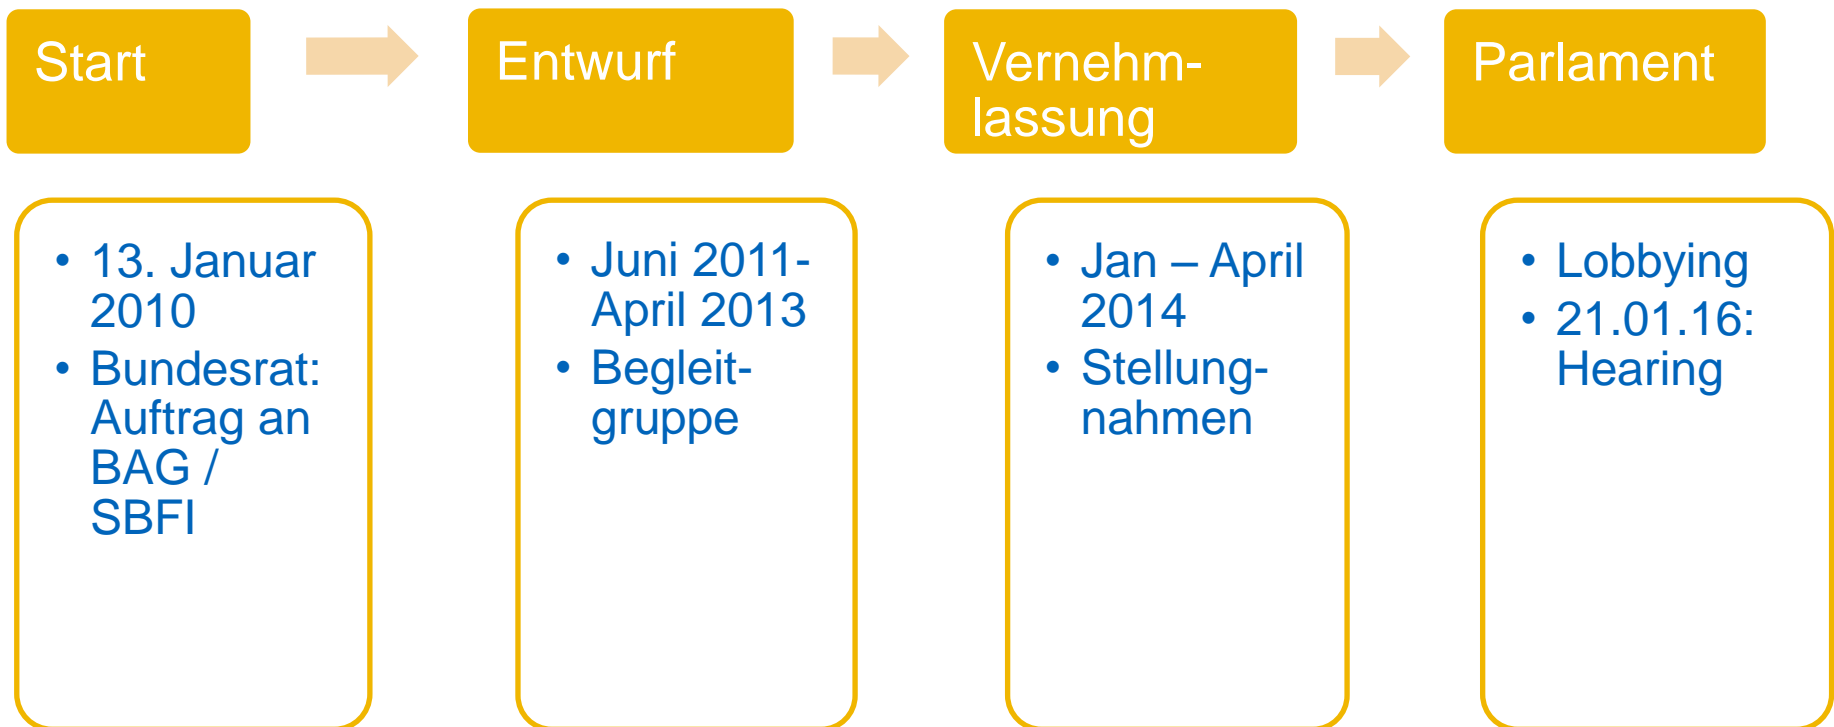 Start
Entwurf
Vernehm-
lassung
Parlament
• 13. Januar
2010
• Bundesrat:
Auftrag an
BAG /
SBFI
• Juni 2011-
April 2013
• Begleit-
gruppe
• Jan – April
2014
• Stellung-
nahmen
• Lobbying
• 21.01.16:
Hearing